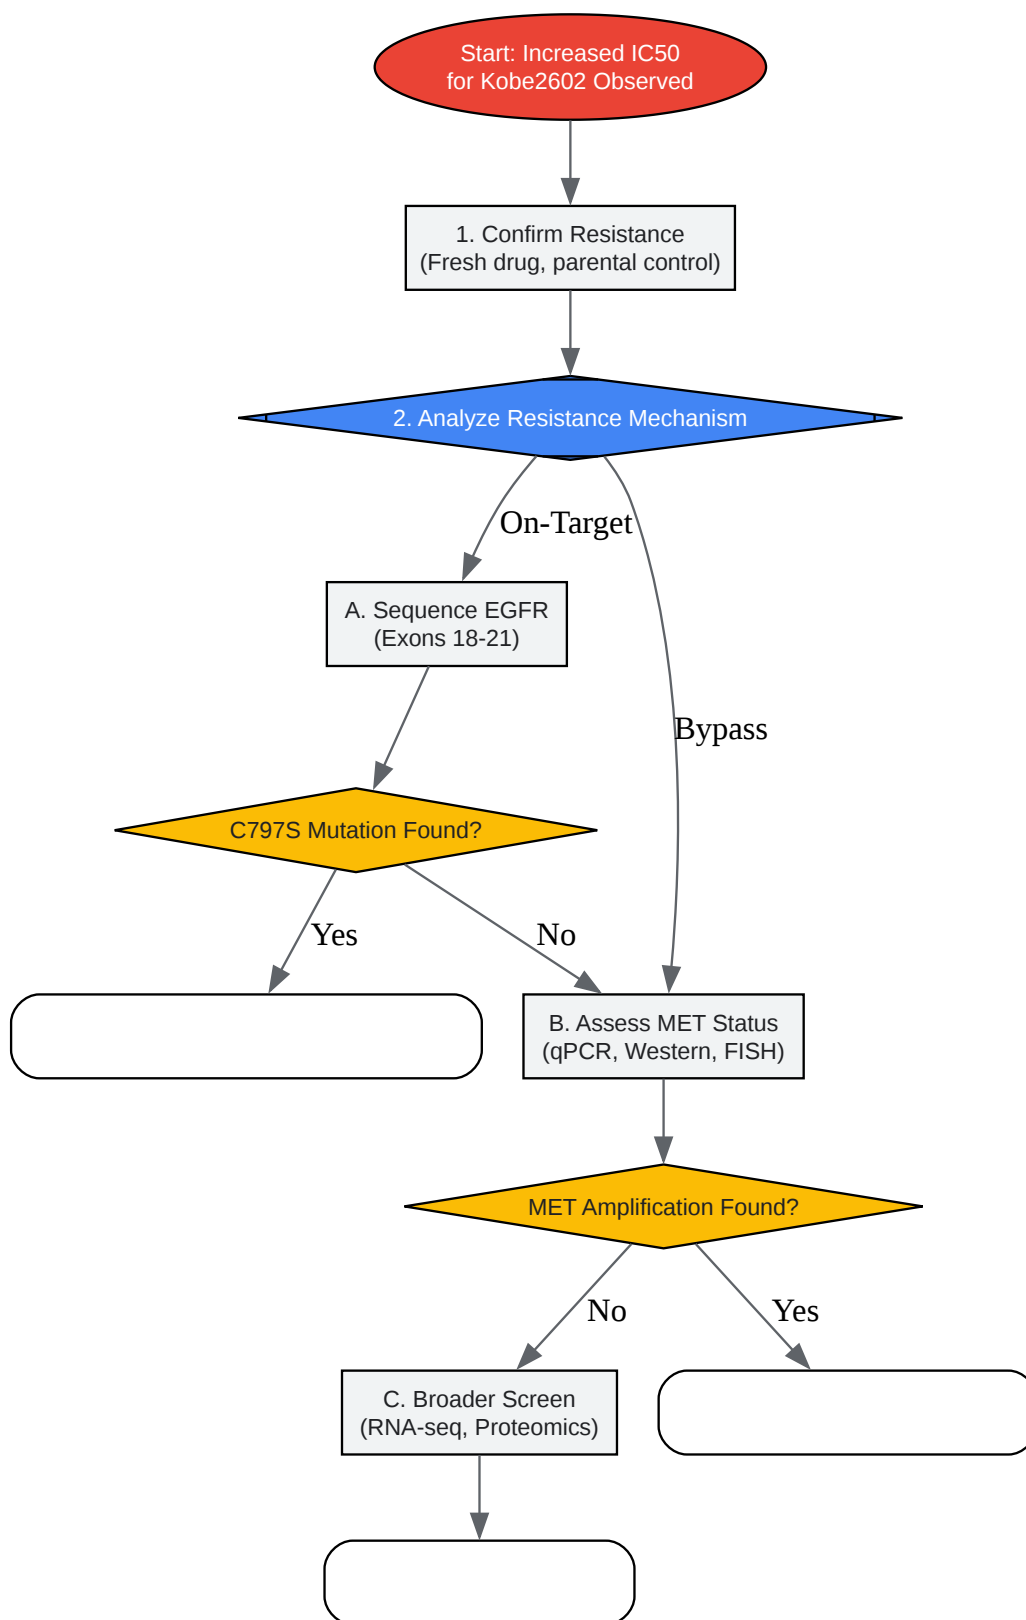 Start: Increased IC50
for Kobe2602 Observed
1. Confirm Resistance
(Fresh drug, parental control)
2. Analyze Resistance Mechanism
On-Target
A. Sequence EGFR
(Exons 18-21)
Bypass
C797S Mutation Found?
Yes
No
B. Assess MET Status
(qPCR, Western, FISH)
MET Amplification Found?
No
Yes
C. Broader Screen
(RNA-seq, Proteomics)